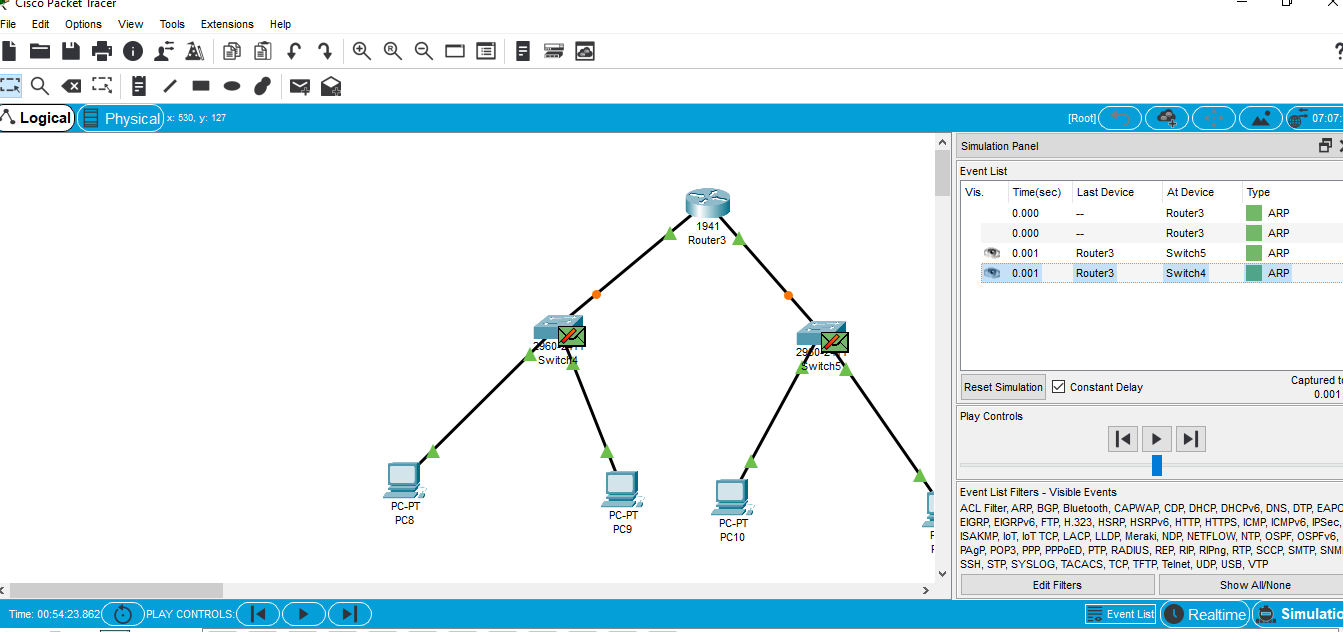 Cisco Packet Tracer
File Edit Options View Tools Extensions Help
Logical Physical x: 530, y: 127 [Root] 07:07:
Simulation Panel
Event List
Vis. Time(sec) Last Device At Device Type
0.000 -- Router3 ARP
0.000 -- Router3 ARP
0.001 Router3 Switch5 ARP
0.001 Router3 Switch4 ARP
Reset Simulation Constant Delay Captured to
0.001
Play Controls
Event List Filters - Visible Events
ACL Filter, ARP, BGP, Bluetooth, CAPWAP, CDP, DHCP, DHCPv6, DNS, DTP, EAPO
EIGRP, EIGRPv6, FTP, H.323, HSRP, HSRPv6, HTTP, HTTPS, ICMP, ICMPv6, IPSec,
ISAKMP, IoT, IoT TCP, LACP, LLDP, Meraki, NDP, NETFLOW, NTP, OSPF, OSPFv6,
PAgP, POP3, PPP, PPPoED, PTP, RADIUS, REP, RIP, RIPng, RTP, SCCP, SMTP, SNM
SSH, STP, SYSLOG, TACACS, TCP, TFTP, Telnet, UDP, USB, VTP
Edit Filters Show All/None
1941
Router3
Switch4
Switch5
PC-PT
PC8
PC-PT
PC9
PC-PT
PC10
Time: 00:54:23.862 PLAY CONTROLS: Event List Realtime Simulatio